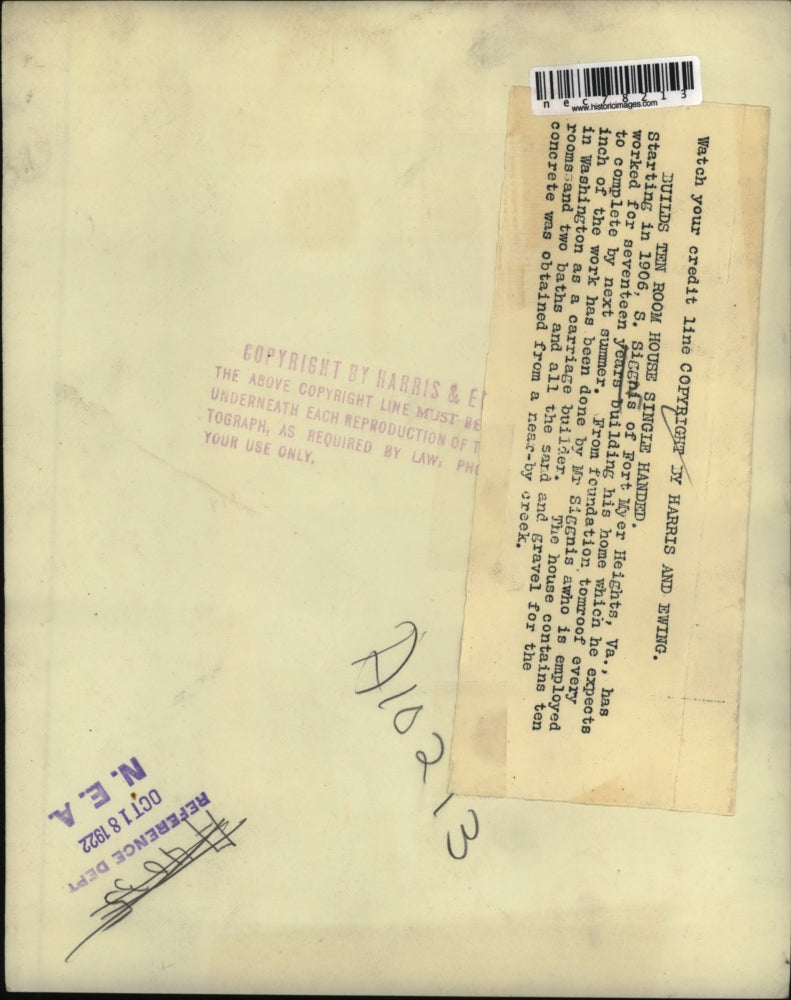 nec78213
www.historicimages.com
Watch your credit line COPYRIGHT BY HARRIS AND EWING.
BUILDS TEN ROOM HOUSE SINGLE HANDED.
Starting in 1906, S. Siggnis of Fort Myer Heights, Va., has
worked for seventeen years building his home which he expects
to complete by next summer. From foundation tomroof every
inch of the work has been done by Mr Siggnis awho is employed
in Washington as a carriage builder. The house contains ten
rooms and two baths and all the sand and gravel for the
concrete was obtained from a near-by creek.
COPYRIGHT BY HARRIS & E
THE ABOVE COPYRIGHT LINE MUST BE
UNDERNEATH EACH REPRODUCTION OF T
TOGRAPH, AS REQUIRED BY LAW. PHO
YOUR USE ONLY.
A102-13
REFERENCE DEPT
OCT 18 1922
N. E. A.